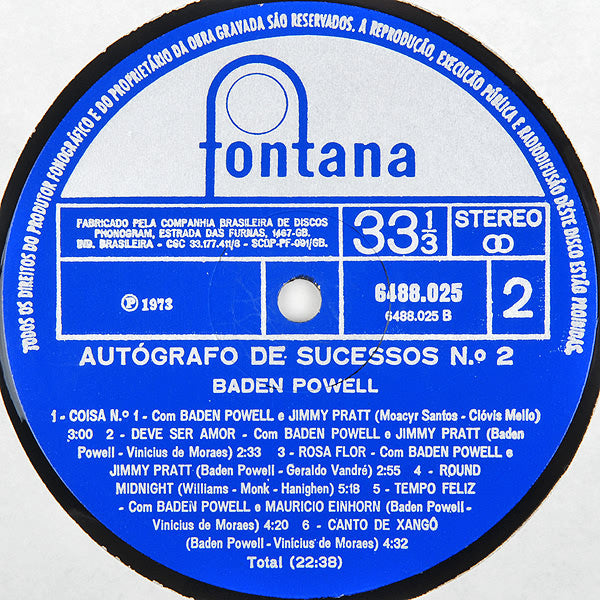 TODOS OS DIREITOS DO PRODUTOR FONOGRÁFICO E DO PROPRIETÁRIO DA OBRA GRAVADA SÃO RESERVADOS. A REPRODUÇÃO, EXECUÇÃO PÚBLICA E RADIODIFUSÃO DÊSTE DISCO ESTÃO PROIBIDAS.
fontana
FABRICADO PELA COMPANHIA BRASILEIRA DE DISCOS
PHONOGRAM, ESTRADA DAS FURNAS, 1467-GB.
IND. BRASILEIRA - CGC 33.177.411/8 - SCDP-PF-001/GB.
33 1/3
STEREO
℗ 1973
6488.025
6488.025 B
2
AUTÓGRAFO DE SUCESSOS N.º 2
BADEN POWELL
1 - COISA N.º 1 - Com BADEN POWELL e JIMMY PRATT (Moacyr Santos - Clóvis Mello)
3:00 2 - DEVE SER AMOR - Com BADEN POWELL e JIMMY PRATT (Baden
Powell - Vinicius de Moraes) 2:33 3 - ROSA FLOR - Com BADEN POWELL e
JIMMY PRATT (Baden Powell - Geraldo Vandré) 2:55 4 - ROUND
MIDNIGHT (Williams - Monk - Hanighen) 5:18 5 - TEMPO FELIZ
- Com BADEN POWELL e MAURICIO EINHORN (Baden Powell -
Vinicius de Moraes) 4:20 6 - CANTO DE XANGÔ
(Baden Powell - Vinicius de Moraes) 4:32
Total (22:38)